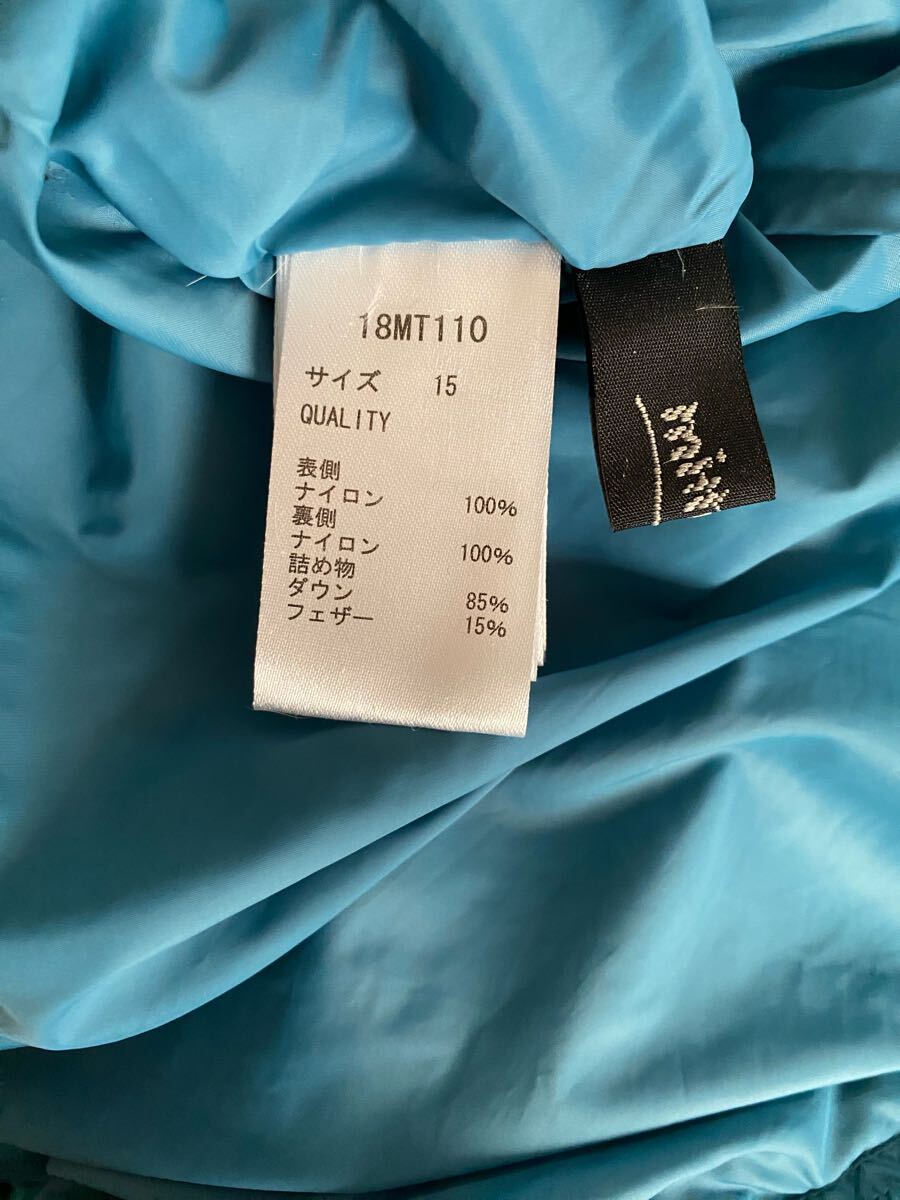 18MT110
サイズ 15
QUALITY
表側
ナイロン 100%
裏側
ナイロン 100%
詰め物
ダウン 85%
フェザー 15%